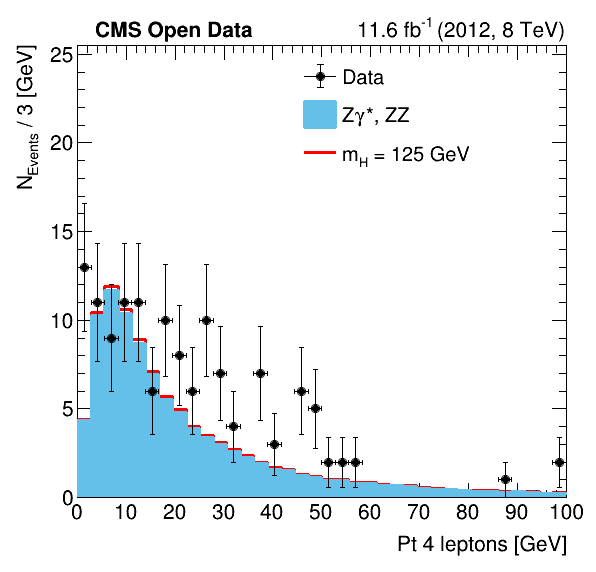 CMS Open Data 11.6 fb⁻¹ (2012, 8 TeV)
N_Events / 3 [GeV]
Data
Zγ*, ZZ
m_H = 125 GeV
25
20
15
10
5
0
0 10 20 30 40 50 60 70 80 90 100
Pt 4 leptons [GeV]